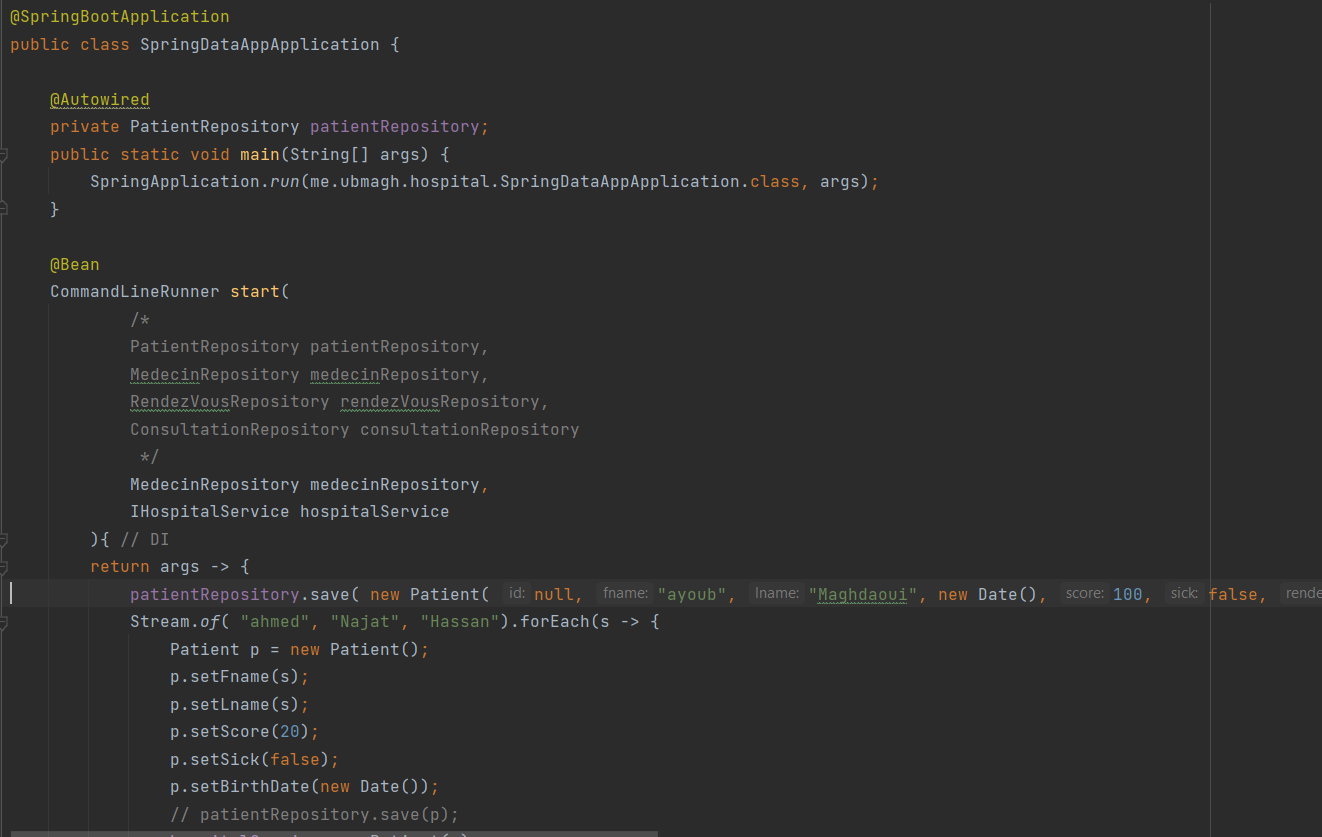 @SpringBootApplication
public class SpringDataAppApplication {
@Autowired
private PatientRepository patientRepository;
public static void main(String[] args) {
SpringApplication.run(me.ubmagh.hospital.SpringDataAppApplication.class, args);
}
@Bean
CommandLineRunner start(
/*
PatientRepository patientRepository,
MedecinRepository medecinRepository,
RendezVousRepository rendezVousRepository,
ConsultationRepository consultationRepository
*/
MedecinRepository medecinRepository,
IHospitalService hospitalService
){ // DI
return args -> {
patientRepository.save( new Patient( id: null, fname: "ayoub", lname: "Maghdaoui", new Date(), score: 100, sick: false,
Stream.of( "ahmed", "Najat", "Hassan").forEach(s -> {
Patient p = new Patient();
p.setFname(s);
p.setLname(s);
p.setScore(20);
p.setSick(false);
p.setBirthDate(new Date());
// patientRepository.save(p);